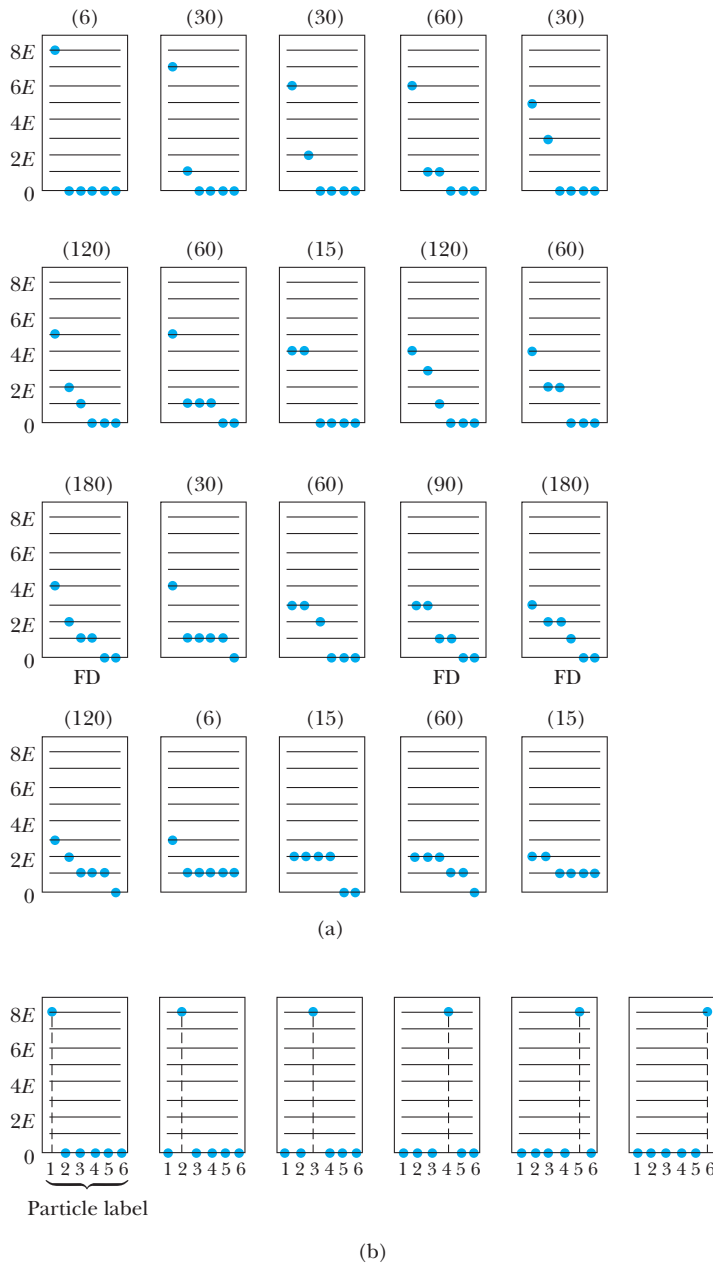 (6) (30) (30) (60) (30)
8E
6E
4E
2E
0
(120) (60) (15) (120) (60)
8E
6E
4E
2E
0
(180) (30) (60) (90) (180)
8E
6E
4E
2E
0
FD FD FD
(120) (6) (15) (60) (15)
8E
6E
4E
2E
0
(a)
8E
6E
4E
2E
0
1 2 3 4 5 6 1 2 3 4 5 6 1 2 3 4 5 6 1 2 3 4 5 6 1 2 3 4 5 6 1 2 3 4 5 6
Particle label
(b)